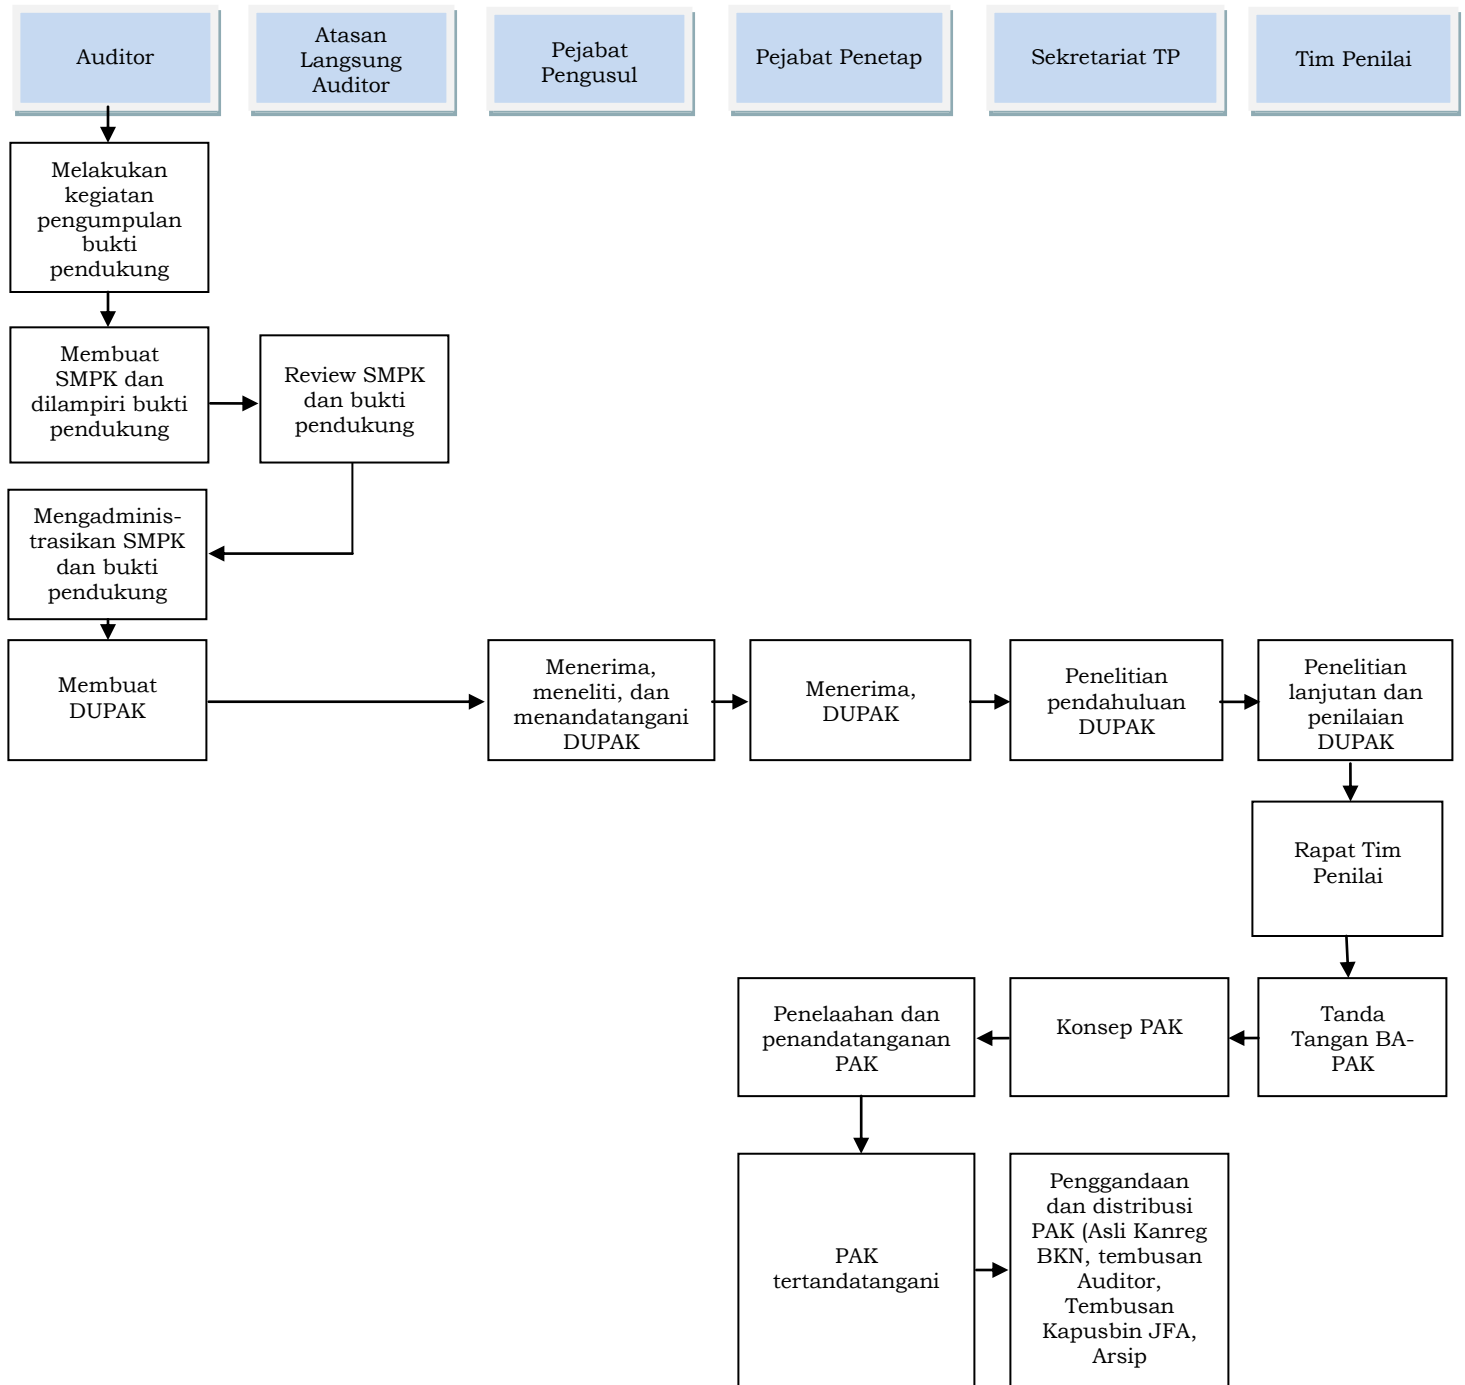 Auditor
Atasan
Langsung
Auditor
Pejabat
Pengusul
Pejabat Penetap
Sekretariat TP
Tim Penilai
Melakukan
kegiatan
pengumpulan
bukti
pendukung
Membuat
SMPK dan
dilampiri bukti
pendukung
Review SMPK
dan bukti
pendukung
Mengadminis-
trasikan SMPK
dan bukti
pendukung
Membuat
DUPAK
Menerima,
meneliti, dan
menandatangani
DUPAK
Menerima,
DUPAK
Penelitian
pendahuluan
DUPAK
Penelitian
lanjutan dan
penilaian
DUPAK
Rapat Tim
Penilai
Penelaahan dan
penandatanganan
PAK
Konsep PAK
Tanda
Tangan BA-
PAK
PAK
tertandatangani
Penggandaan
dan distribusi
PAK (Asli Kanreg
BKN, tembusan
Auditor,
Tembusan
Kapusbin JFA,
Arsip